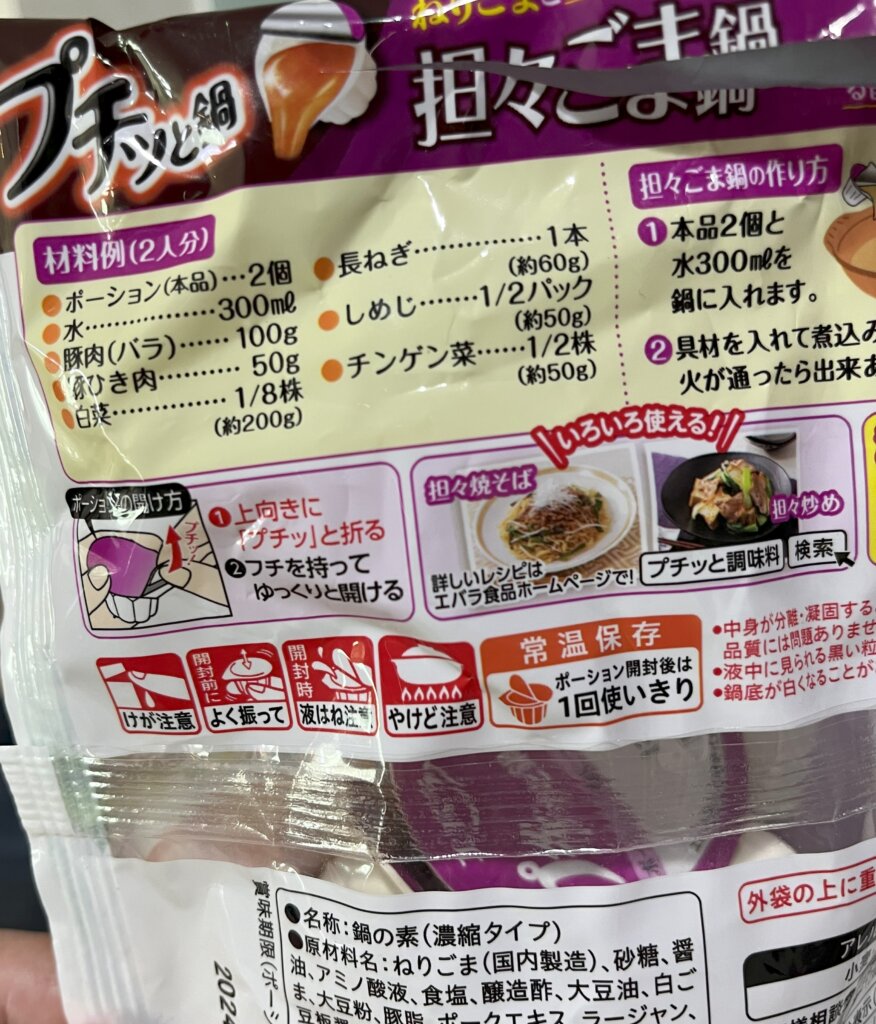 プチッと鍋
ねりごまと
担々ごま鍋
材料例(2人分)
ポーション(本品)…2個
水……………300㎖
豚肉(バラ)……100g
豚ひき肉………50g
白菜…………1/8株
(約200g)
長ねぎ…………1本
(約60g)
しめじ……1/2パック
(約50g)
チンゲン菜……1/2株
(約50g)
担々ごま鍋の作り方
❶本品2個と
水300㎖を
鍋に入れます。
❷具材を入れて煮込み
火が通ったら出来あ
ポーションの開け方
プチッ!
❶上向きに
「プチッ」と折る
❷フチを持って
ゆっくりと開ける
いろいろ使える!
担々焼そば
担々炒め
詳しいレシピは
エバラ食品ホームページで!
プチッと調味料 検索
けが注意
開封前に
よく振って
開封時
液はね注意
やけど注意
常温保存
ポーション開封後は
1回使いきり
•中身が分離・凝固する
品質には問題ありませ
•液中に見られる黒い粒
•鍋底が白くなることが
賞味期限(ポー
2024
●名称:鍋の素(濃縮タイプ)
●原材料名:ねりごま(国内製造)、砂糖、醤
油、アミノ酸液、食塩、醸造酢、大豆油、白ご
ま、大豆粉、豚脂、ポークエキス、ラージャン、
外袋の上に重
アレル